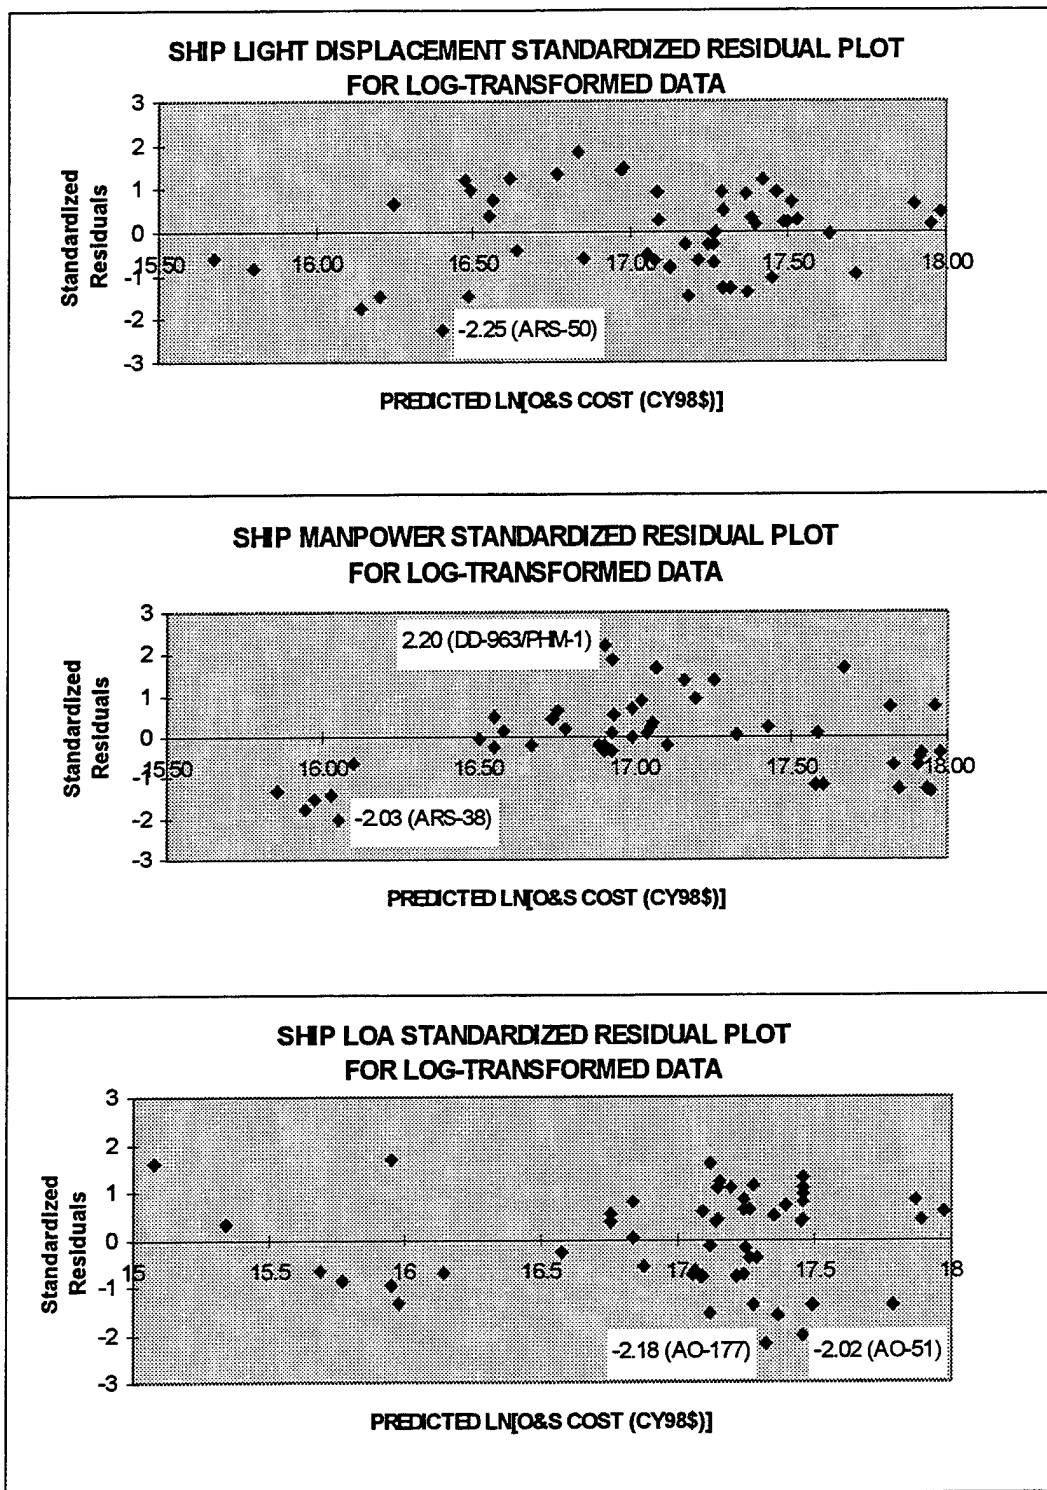 SHIP LIGHT DISPLACEMENT STANDARDIZED RESIDUAL PLOT
FOR LOG-TRANSFORMED DATA
3
2
1
0
-1
-2
-3
Standardized
Residuals
15.50 16.00 16.50 17.00 17.50 18.00
-2.25 (ARS-50)
PREDICTED LN[O&S COST (CY98$)]
SHIP MANPOWER STANDARDIZED RESIDUAL PLOT
FOR LOG-TRANSFORMED DATA
3
2
1
0
-1
-2
-3
Standardized
Residuals
2.20 (DD-963/PHM-1)
15.50 16.00 16.50 17.00 17.50 18.00
-2.03 (ARS-38)
PREDICTED LN[O&S COST (CY98$)]
SHIP LOA STANDARDIZED RESIDUAL PLOT
FOR LOG-TRANSFORMED DATA
3
2
1
0
-1
-2
-3
Standardized
Residuals
15 15.5 16 16.5 17 17.5 18
-2.18 (AO-177) -2.02 (AO-51)
PREDICTED LN[O&S COST (CY98$)]